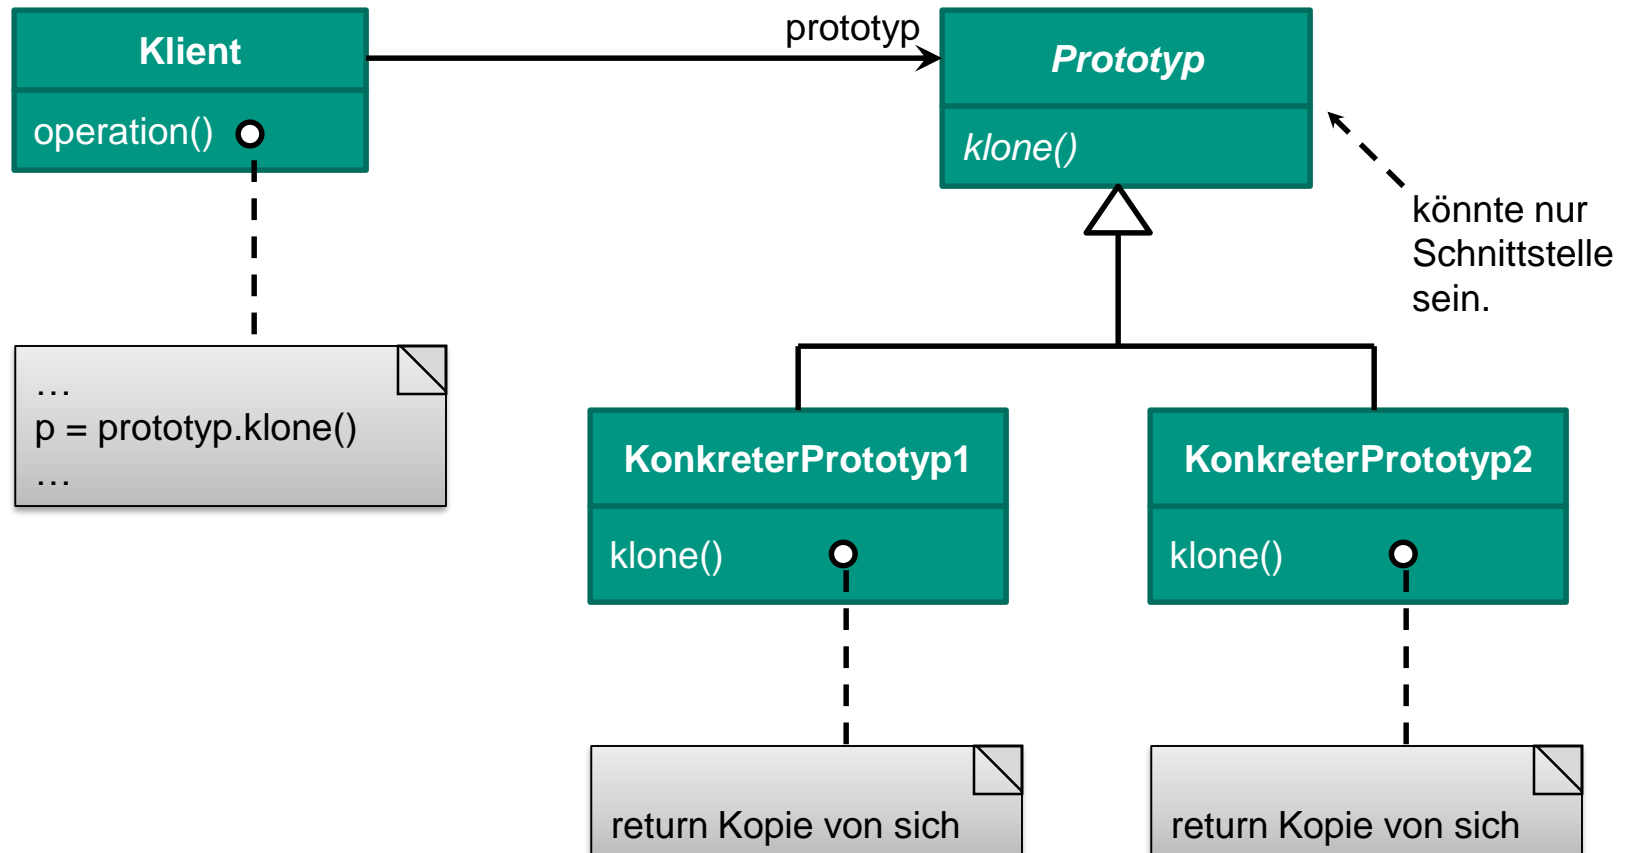 Klient
operation()
prototyp
Prototyp
klone()
könnte nur
Schnittstelle
sein.
…
p = prototyp.klone()
…
KonkreterPrototyp1
klone()
KonkreterPrototyp2
klone()
return Kopie von sich
return Kopie von sich